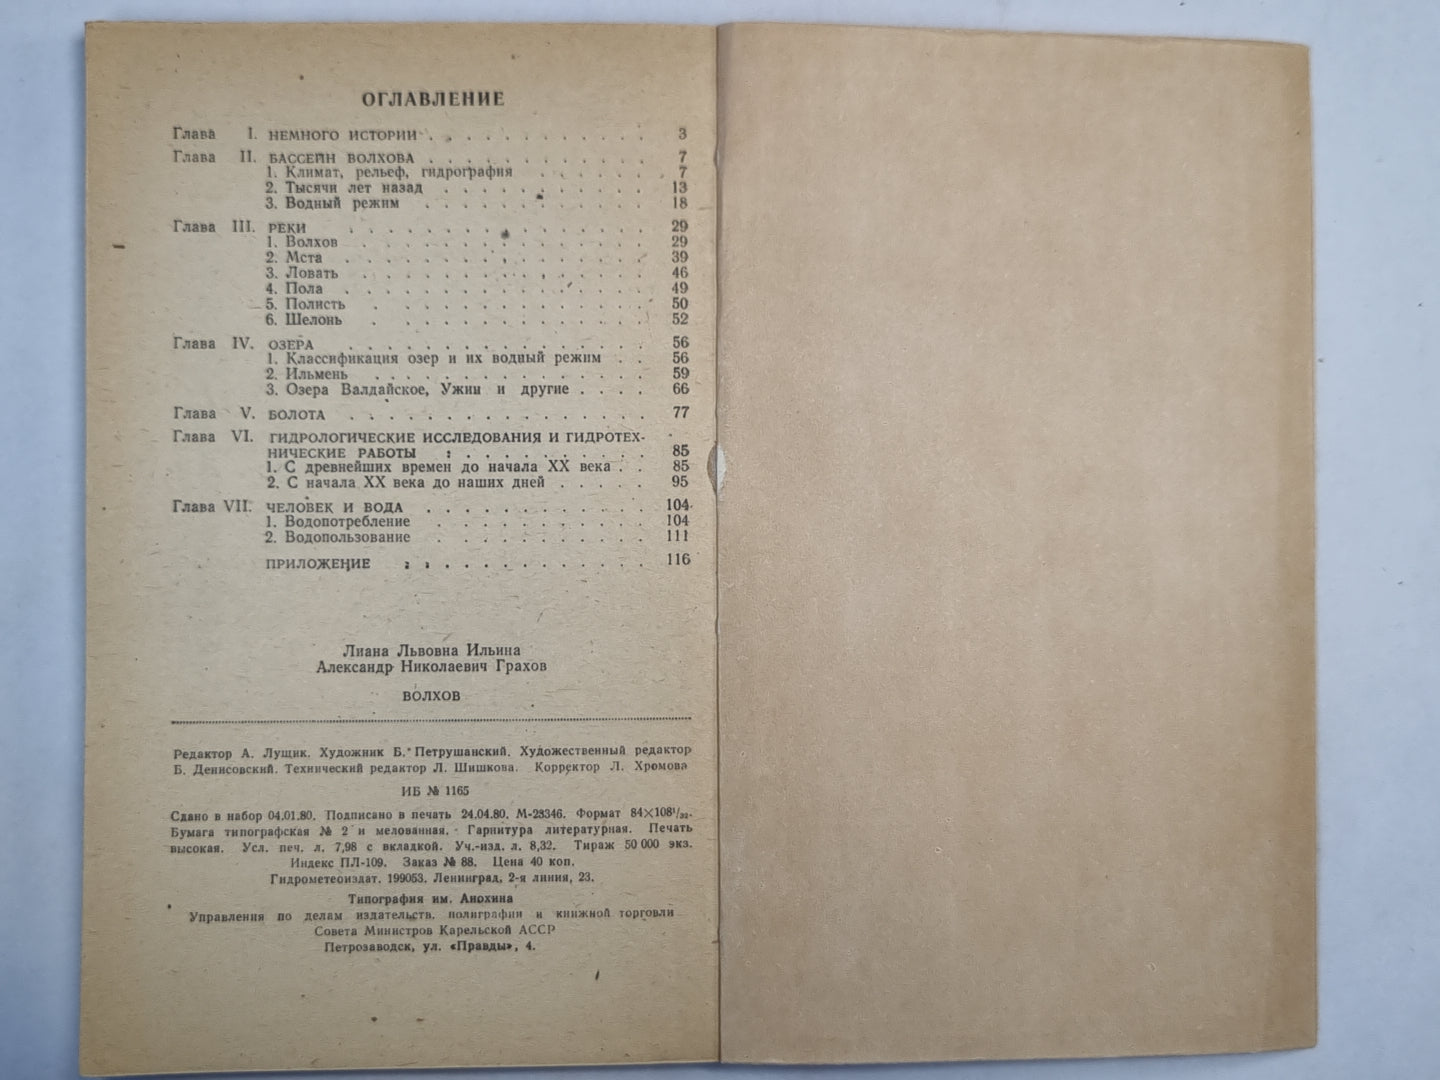 ОГЛАВЛЕНИЕ
Глава I. НЕМНОГО ИСТОРИИ . . . . . . . . . . . . 3
Глава II. БАССЕЙН ВОЛХОВА . . . . . . . . . . . . 7
1. Климат, рельеф, гидрография . . . . . . 7
2. Тысячи лет назад . . . . . . . . . . . 13
3. Водный режим . . . . . . . . . . . . 18
Глава III. РЕКИ . . . . . . . . . . . . . . . . 29
1. Волхов . . . . . . . . . . . . . . 29
2. Мста . . . . . . . . . . . . . . . 39
3. Ловать . . . . . . . . . . . . . . 46
4. Пола . . . . . . . . . . . . . . . 49
5. Полисть . . . . . . . . . . . . . 50
6. Шелонь . . . . . . . . . . . . . 52
Глава IV. ОЗЕРА . . . . . . . . . . . . . . . 56
1. Классификация озер и их водный режим . . 56
2. Ильмень . . . . . . . . . . . . . 59
3. Озера Валдайское, Ужин и другие . . . . 66
Глава V. БОЛОТА . . . . . . . . . . . . . . . 77
Глава VI. ГИДРОЛОГИЧЕСКИЕ ИССЛЕДОВАНИЯ И ГИДРОТЕХ-
НИЧЕСКИЕ РАБОТЫ : . . . . . . . . . . 85
1. С древнейших времен до начала XX века . . 85
2. С начала XX века до наших дней . . . . . 95
Глава VII. ЧЕЛОВЕК И ВОДА . . . . . . . . . . . . 104
1. Водопотребление . . . . . . . . . . . 104
2. Водопользование . . . . . . . . . . . 111
ПРИЛОЖЕНИЕ : : . . . . . . . . . . . . 116
Лиана Львовна Ильина
Александр Николаевич Грахов
ВОЛХОВ
Редактор А. Лущик. Художник Б. Петрушанский. Художественный редактор
Б. Денисовский. Технический редактор Л. Шишкова. Корректор Л. Хромова
ИБ № 1165
Сдано в набор 04.01.80. Подписано в печать 24.04.80. М-23346. Формат 84×108¹/₃₂.
Бумага типографская № 2 и мелованная. Гарнитура литературная. Печать
высокая. Усл. печ. л. 7,98 с вкладкой. Уч.-изд. л. 8,32. Тираж 50 000 экз.
Индекс ПЛ-109. Заказ № 88. Цена 40 коп.
Гидрометеоиздат. 199053. Ленинград, 2-я линия, 23.
Типография им. Анохина
Управления по делам издательств, полиграфии и книжной торговли
Совета Министров Карельской АССР
Петрозаводск, ул. «Правды», 4.